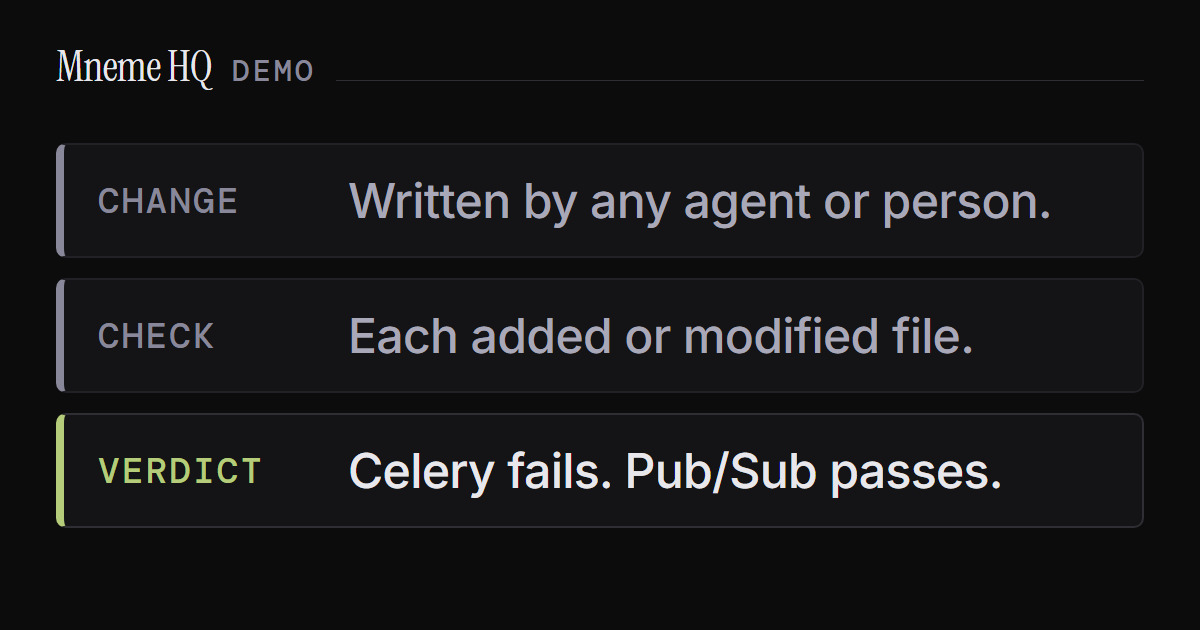 Mneme HQ DEMO
CHANGE Written by any agent or person.
CHECK Each added or modified file.
VERDICT Celery fails. Pub/Sub passes.